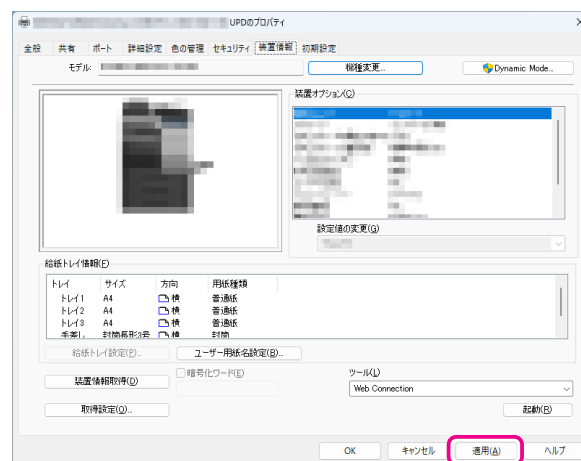 UPDのプロパティ
全般 共有 ポート 詳細設定 色の管理 セキュリティ 装置情報 初期設定
モデル: 機種変更... Dynamic Mode...
装置オプション(C)
設定値の変更(G)
給紙トレイ情報(F)
トレイ サイズ 方向 用紙種類
トレイ1 A4 横 普通紙
トレイ2 A4 横 普通紙
トレイ3 A4 横 普通紙
手差し 封筒長形3号 横 封筒
給紙トレイ設定(P)... ユーザー用紙名設定(B)...
装置情報取得(D) 暗号化ワード(E) ツール(L)
Web Connection
取得設定(O)... 起動(R)
OK キャンセル 適用(A) ヘルプ